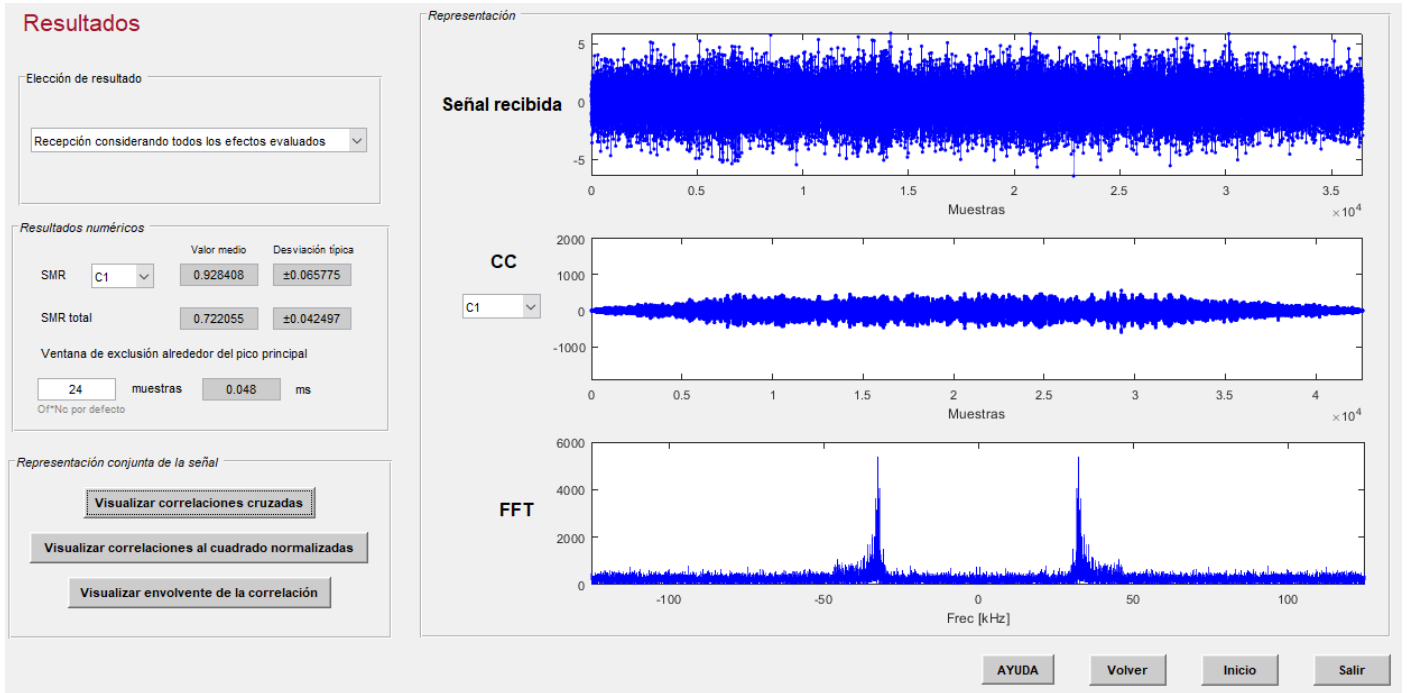 Resultados
Elección de resultado
Recepción considerando todos los efectos evaluados
Resultados numéricos
Valor medio Desviación típica
SMR C1 0.928408 ±0.065775
SMR total 0.722055 ±0.042497
Ventana de exclusión alrededor del pico principal
24 muestras 0.048 ms
Of*Nc por defecto
Representación conjunta de la señal
Visualizar correlaciones cruzadas
Visualizar correlaciones al cuadrado normalizadas
Visualizar envolvente de la correlación
Representación
Señal recibida
5
0
-5
0 0.5 1 1.5 2 2.5 3 3.5
Muestras
×10^4
CC
C1
2000
1000
0
-1000
0 0.5 1 1.5 2 2.5 3 3.5 4
Muestras
×10^4
FFT
6000
4000
2000
0
-100 -50 0 50 100
Frec [kHz]
AYUDA Volver Inicio Salir